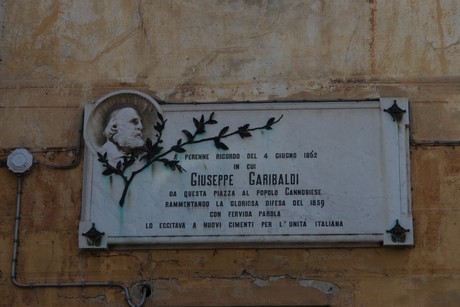 A PERENNE RICORDO DEL 4 GIUGNO 1862
IN CUI
GIUSEPPE GARIBALDI
DA QUESTA PIAZZA AL POPOLO CANNOBIESE
RAMMENTANDO LA GLORIOSA DIFESA DEL 1859
CON FERVIDA PAROLA
LO ECCITAVA A NUOVI CIMENTI PER L'UNITÀ ITALIANA